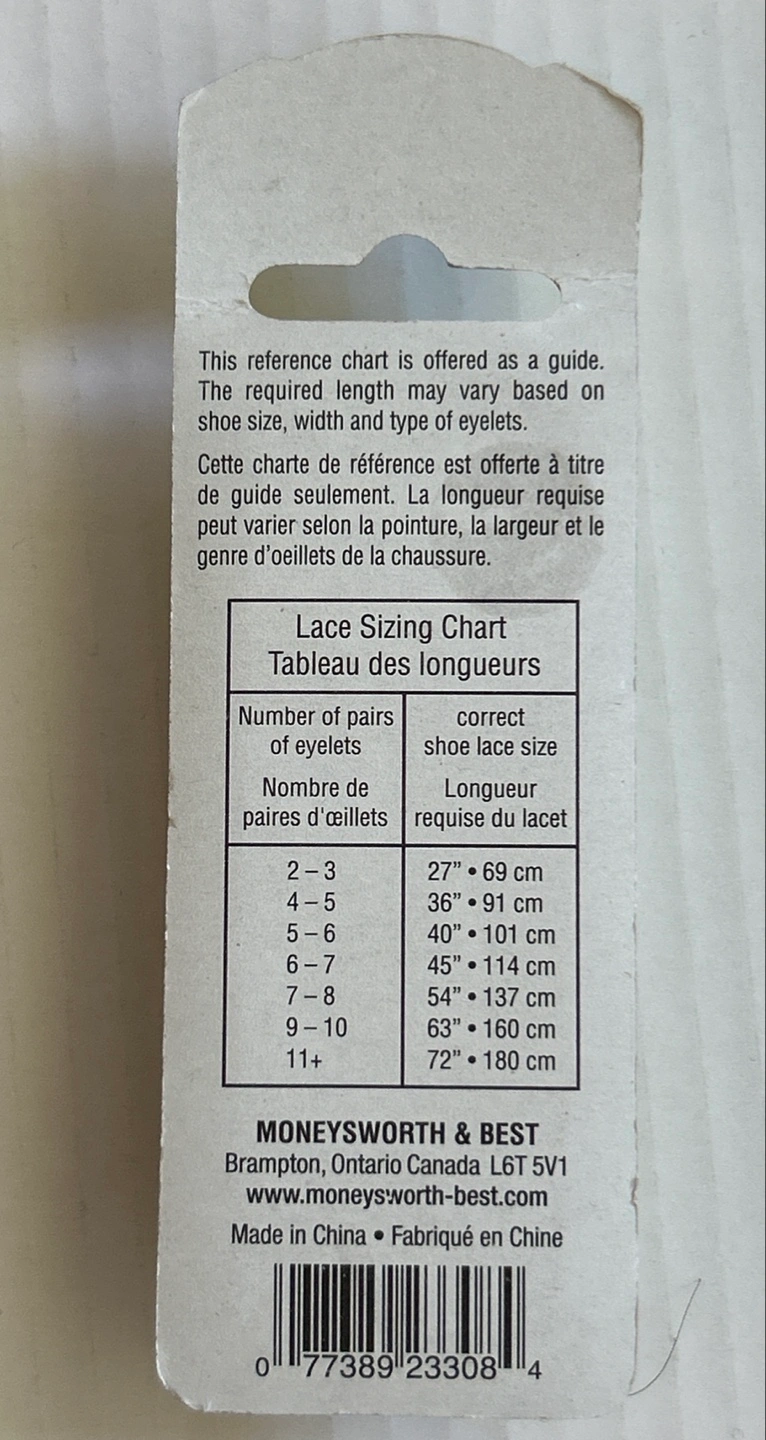 This reference chart is offered as a guide.
The required length may vary based on
shoe size, width and type of eyelets.
Cette charte de référence est offerte à titre
de guide seulement. La longueur requise
peut varier selon la pointure, la largeur et le
genre d'oeillets de la chaussure.
Lace Sizing Chart
Tableau des longueurs
Number of pairs
of eyelets
Nombre de
paires d'œillets
correct
shoe lace size
Longueur
requise du lacet
2 – 3 27” • 69 cm
4 – 5 36” • 91 cm
5 – 6 40” • 101 cm
6 – 7 45” • 114 cm
7 – 8 54” • 137 cm
9 – 10 63” • 160 cm
11+ 72” • 180 cm
MONEYSWORTH & BEST
Brampton, Ontario Canada L6T 5V1
www.moneysworth-best.com
Made in China • Fabriqué en Chine
0 77389 23308 4